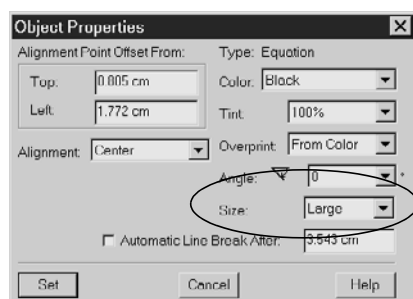 Object Properties
Alignment Point Offset From:
Top: 0.005 cm
Left: 1.772 cm
Alignment: Center
Type: Equation
Color: Black
Tint: 100%
Overprint: From Color
Angle: 0 °
Size: Large
Automatic Line Break After: 3.543 cm
Set Cancel Help